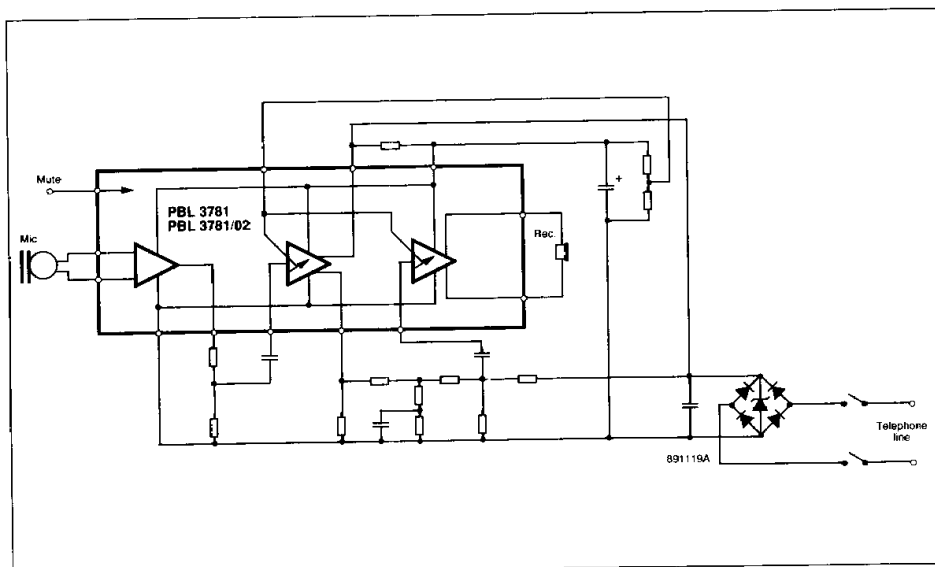 Mute
PBL 3781
PBL 3781/02
Mic
Rec.
+
Telephone
line
891119A